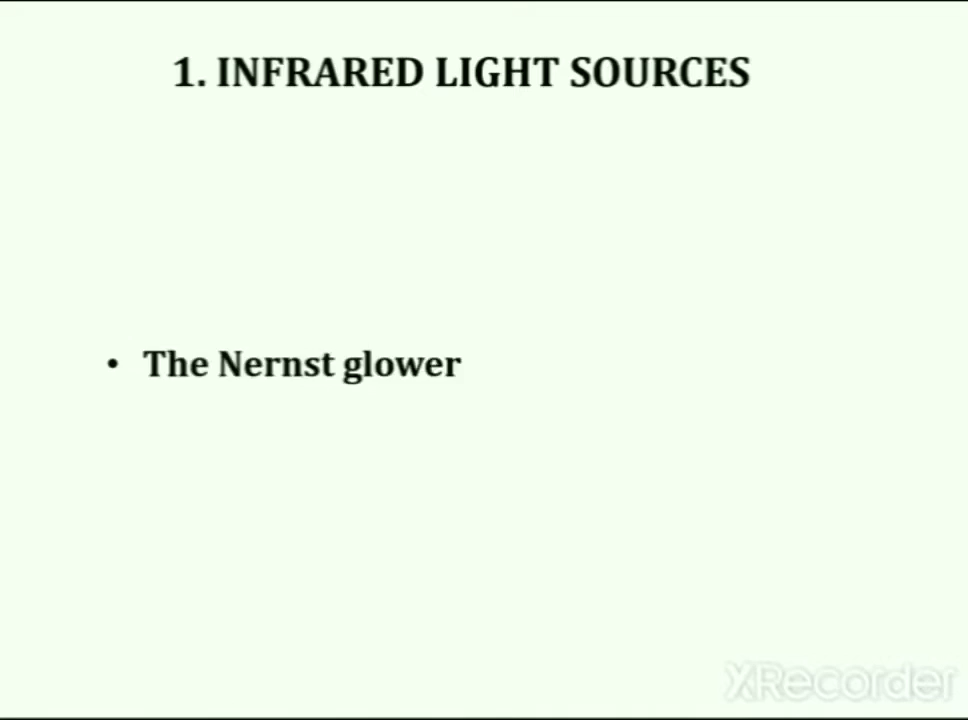 1. INFRARED LIGHT SOURCES
• The Nernst glower
XRecorder